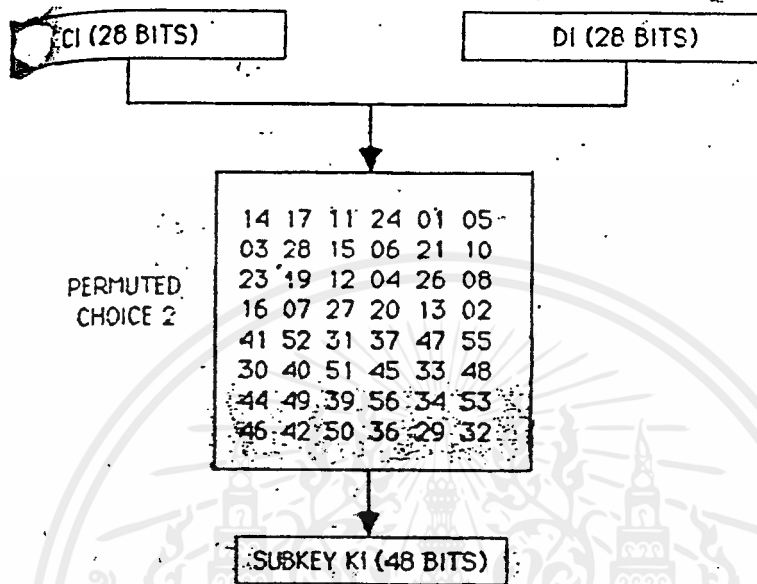 CI (28 BITS)
DI (28 BITS)
PERMUTED
CHOICE 2
14 17 11 24 01 05
03 28 15 06 21 10
23 19 12 04 26 08
16 07 27 20 13 02
41 52 31 37 47 55
30 40 51 45 33 48
44 49 39 56 34 53
46 42 50 36 29 32
SUBKEY KI (48 BITS)